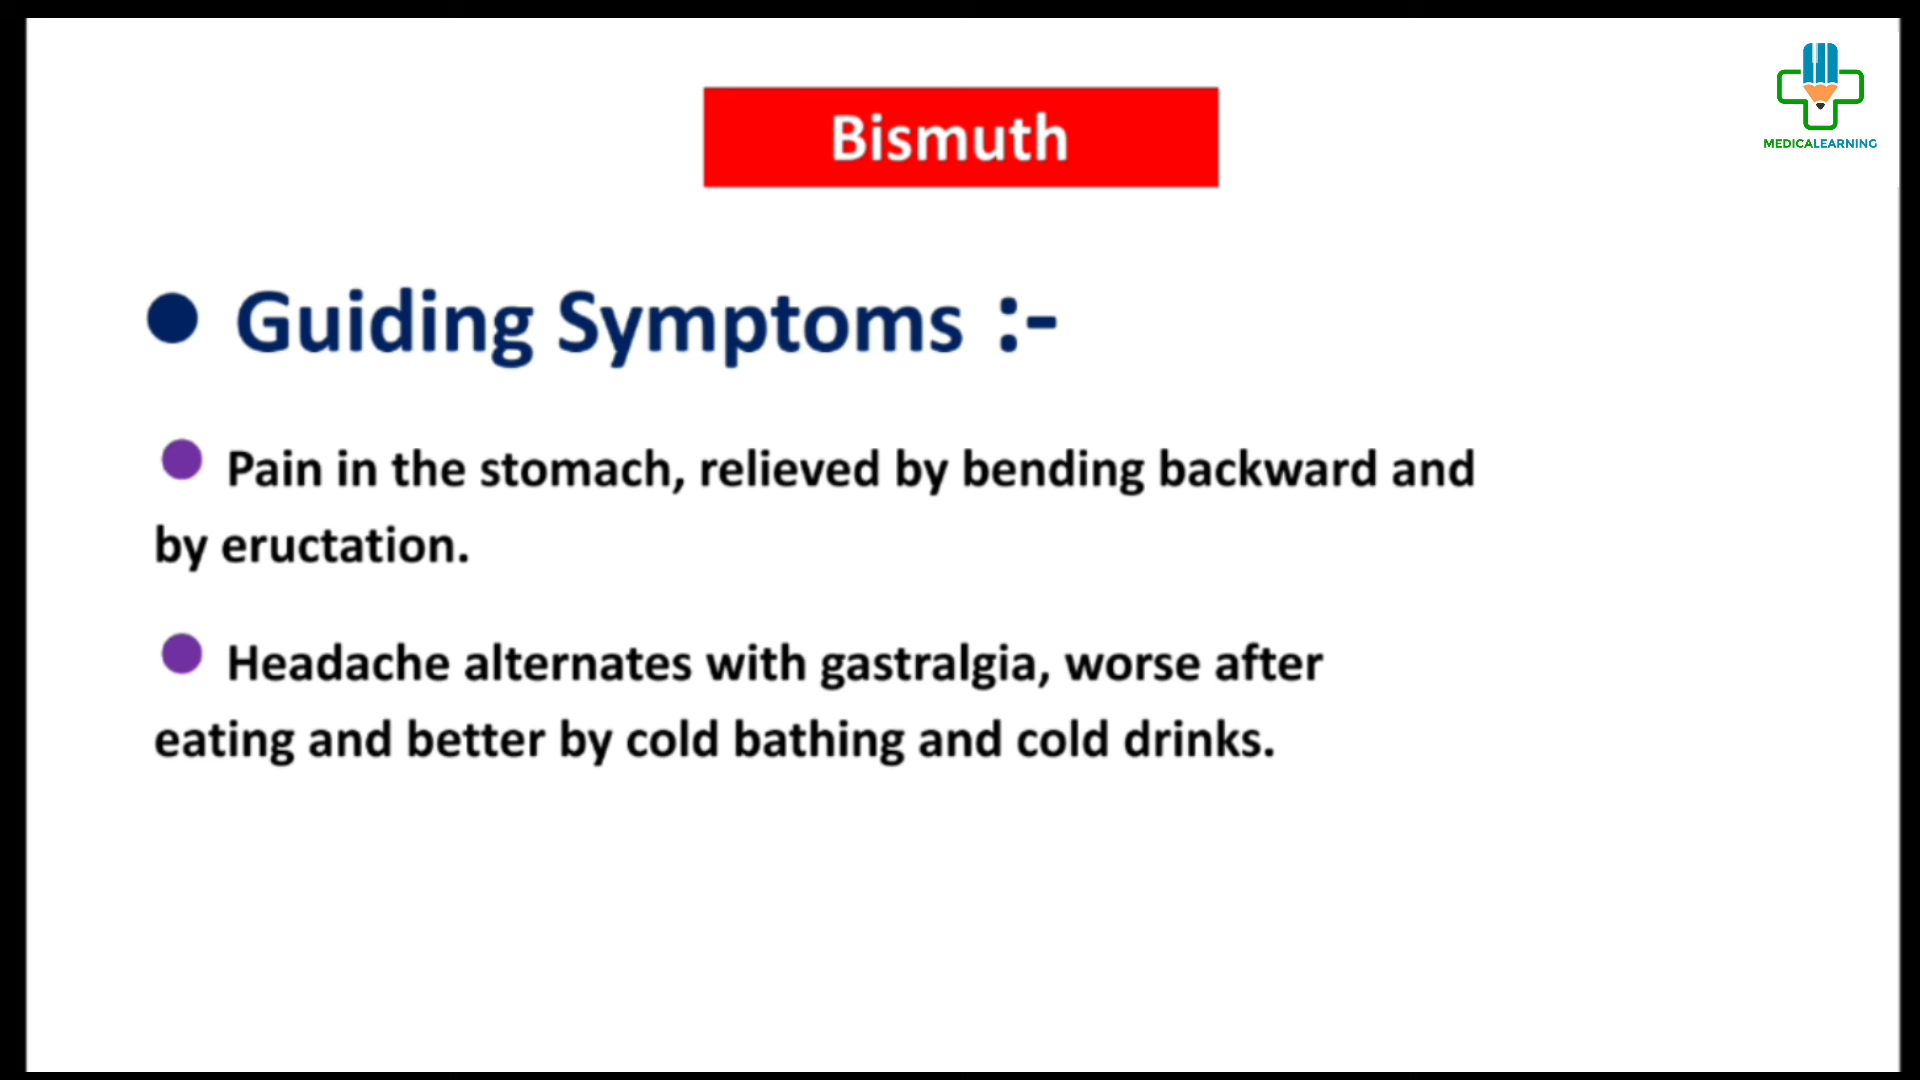 MEDICALEARNING
Bismuth
● Guiding Symptoms :-
● Pain in the stomach, relieved by bending backward and
by eructation.
● Headache alternates with gastralgia, worse after
eating and better by cold bathing and cold drinks.